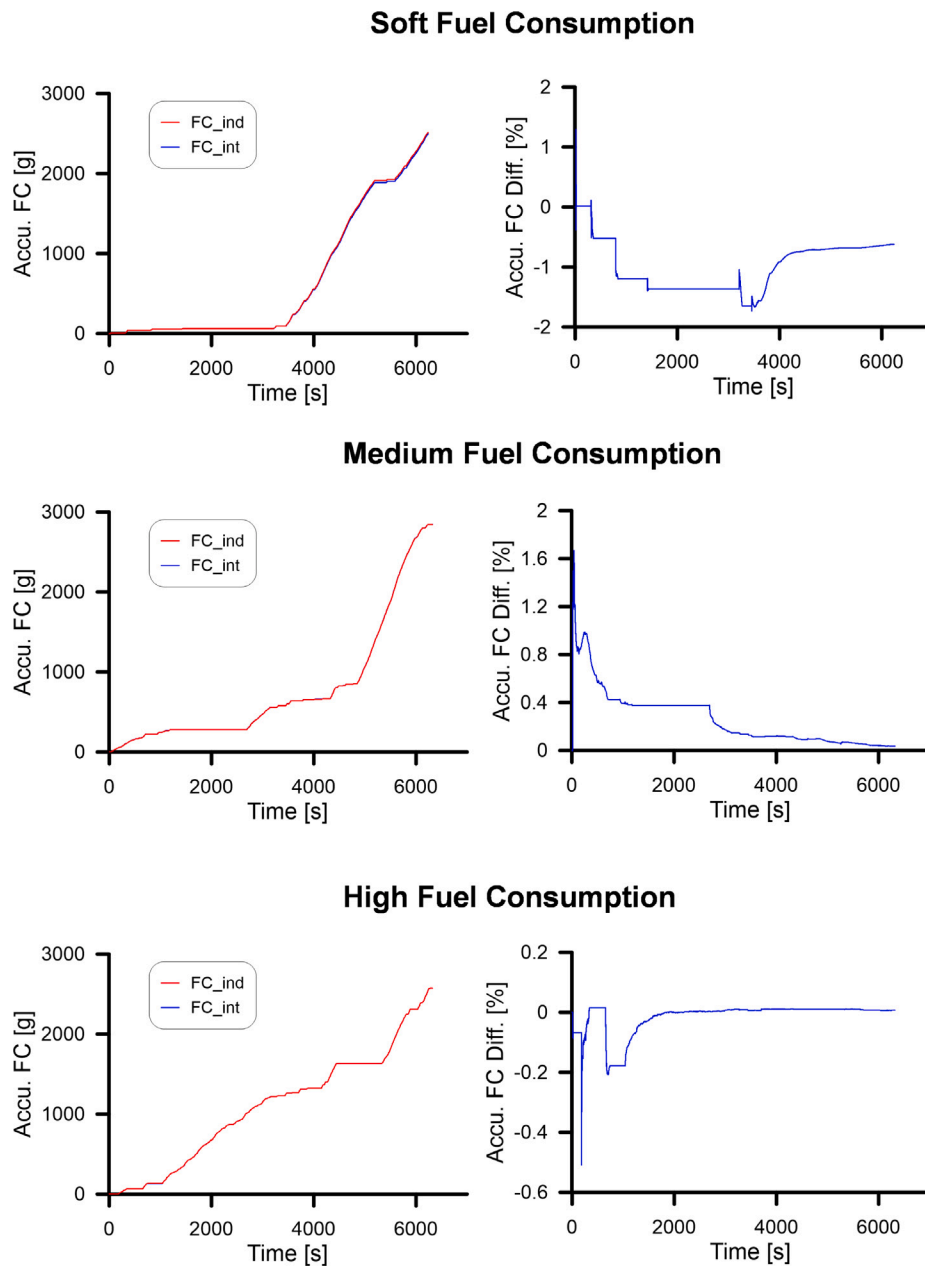 Soft Fuel Consumption
Accu. FC [g]
3000
2000
1000
0
FC_ind
FC_int
0 2000 4000 6000
Time [s]
Accu. FC Diff. [%]
2
1
0
-1
-2
0 2000 4000 6000
Time [s]
Medium Fuel Consumption
Accu. FC [g]
3000
2000
1000
0
FC_ind
FC_int
0 2000 4000 6000
Time [s]
Accu. FC Diff. [%]
2
1.6
1.2
0.8
0.4
0
0 2000 4000 6000
Time [s]
High Fuel Consumption
Accu. FC [g]
3000
2000
1000
0
FC_ind
FC_int
0 2000 4000 6000
Time [s]
Accu. FC Diff. [%]
0.2
0
-0.2
-0.4
-0.6
0 2000 4000 6000
Time [s]